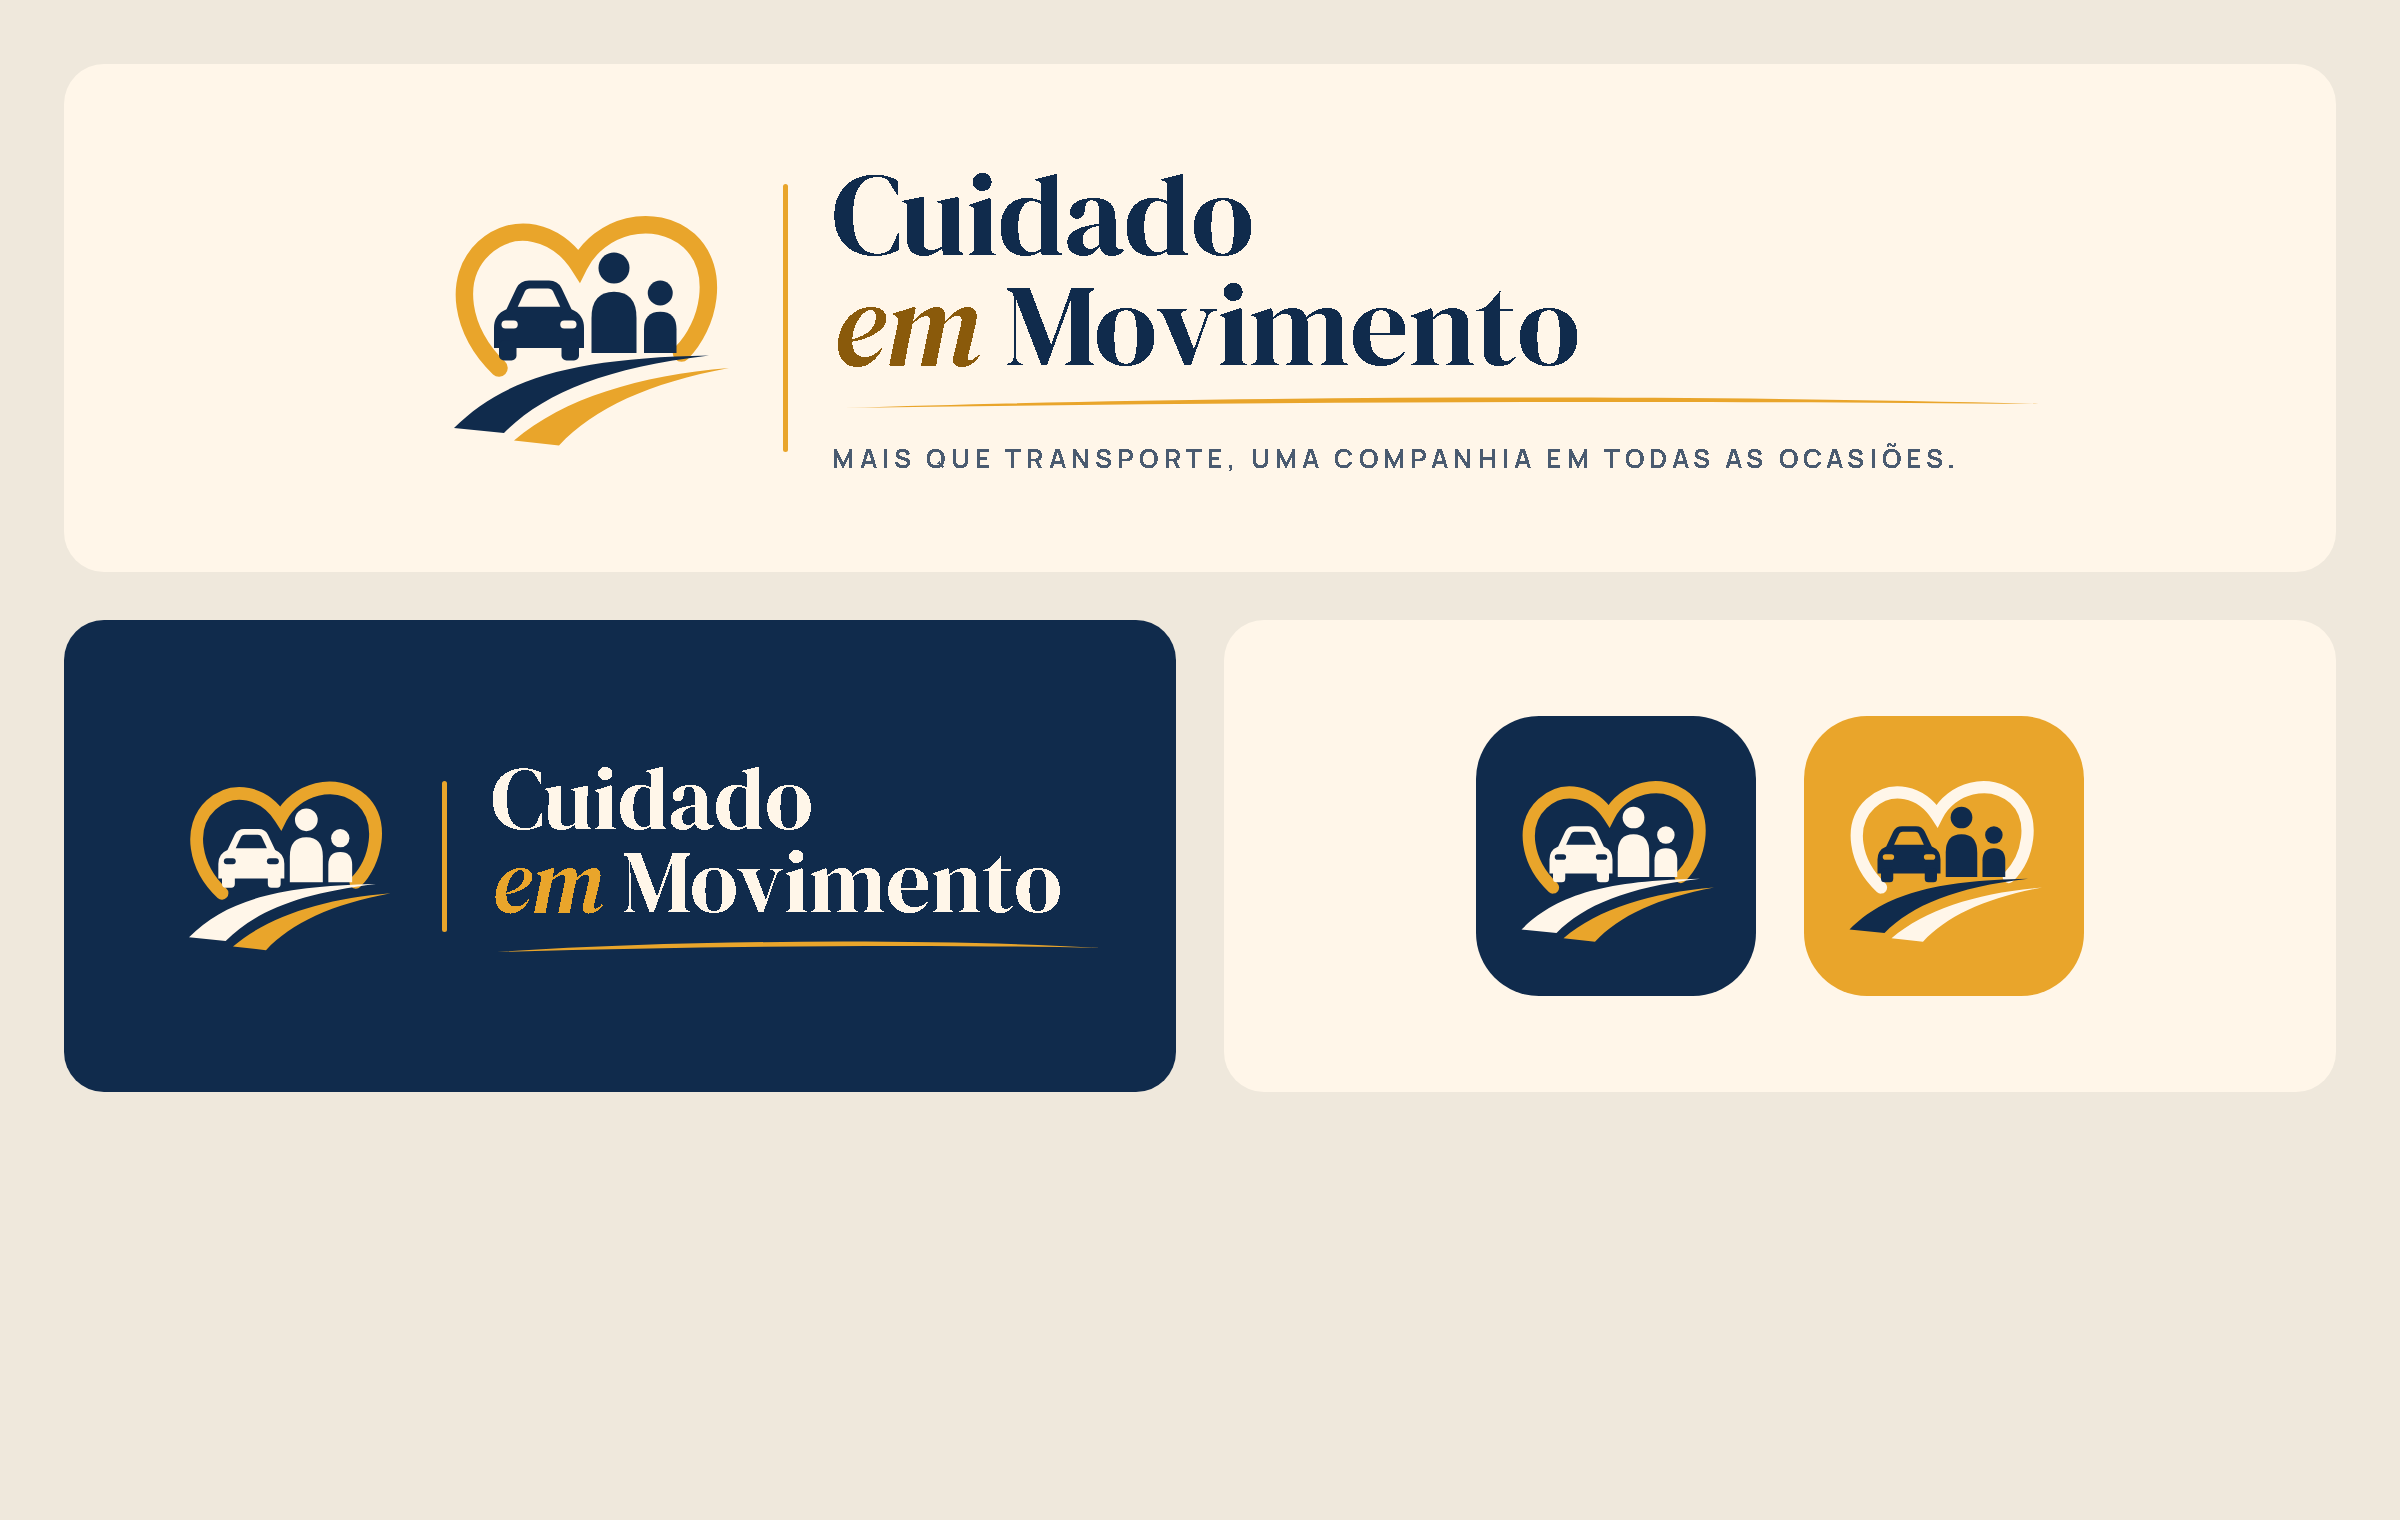 Cuidado
em Movimento
MAIS QUE TRANSPORTE, UMA COMPANHIA EM TODAS AS OCASIÕES.
Cuidado
em Movimento